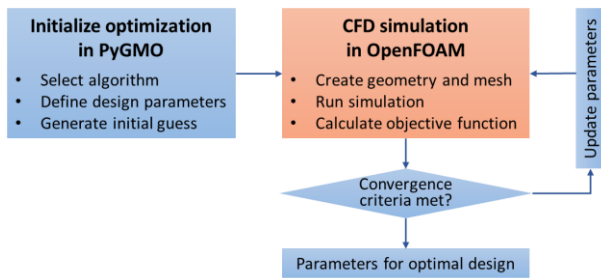 Initialize optimization
in PyGMO
• Select algorithm
• Define design parameters
• Generate initial guess
CFD simulation
in OpenFOAM
• Create geometry and mesh
• Run simulation
• Calculate objective function
Update parameters
Convergence
criteria met?
Parameters for optimal design